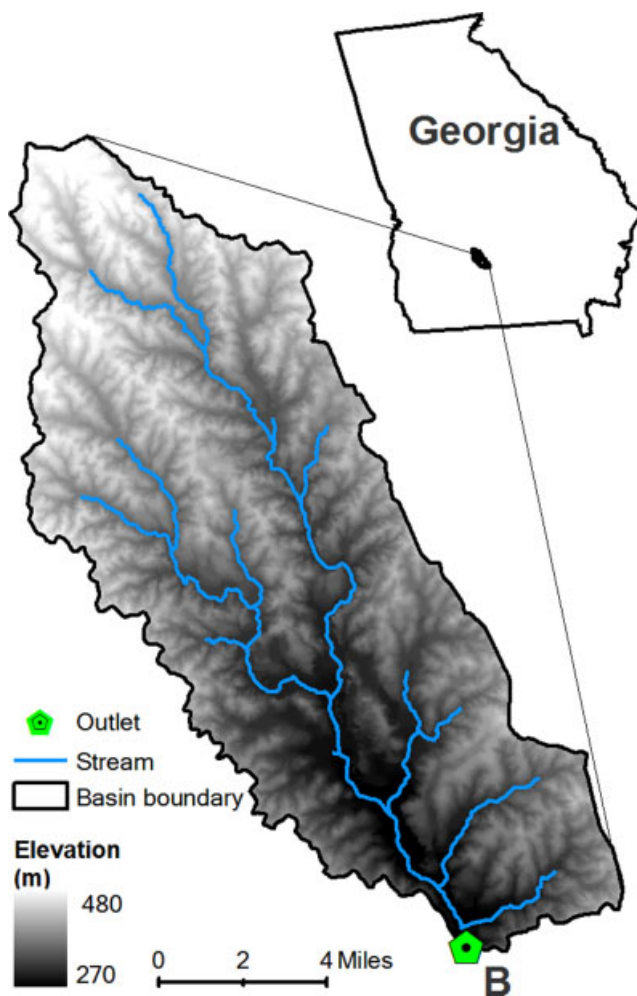 Georgia
Outlet
Stream
Basin boundary
Elevation
(m)
480
270
0 2 4 Miles
B